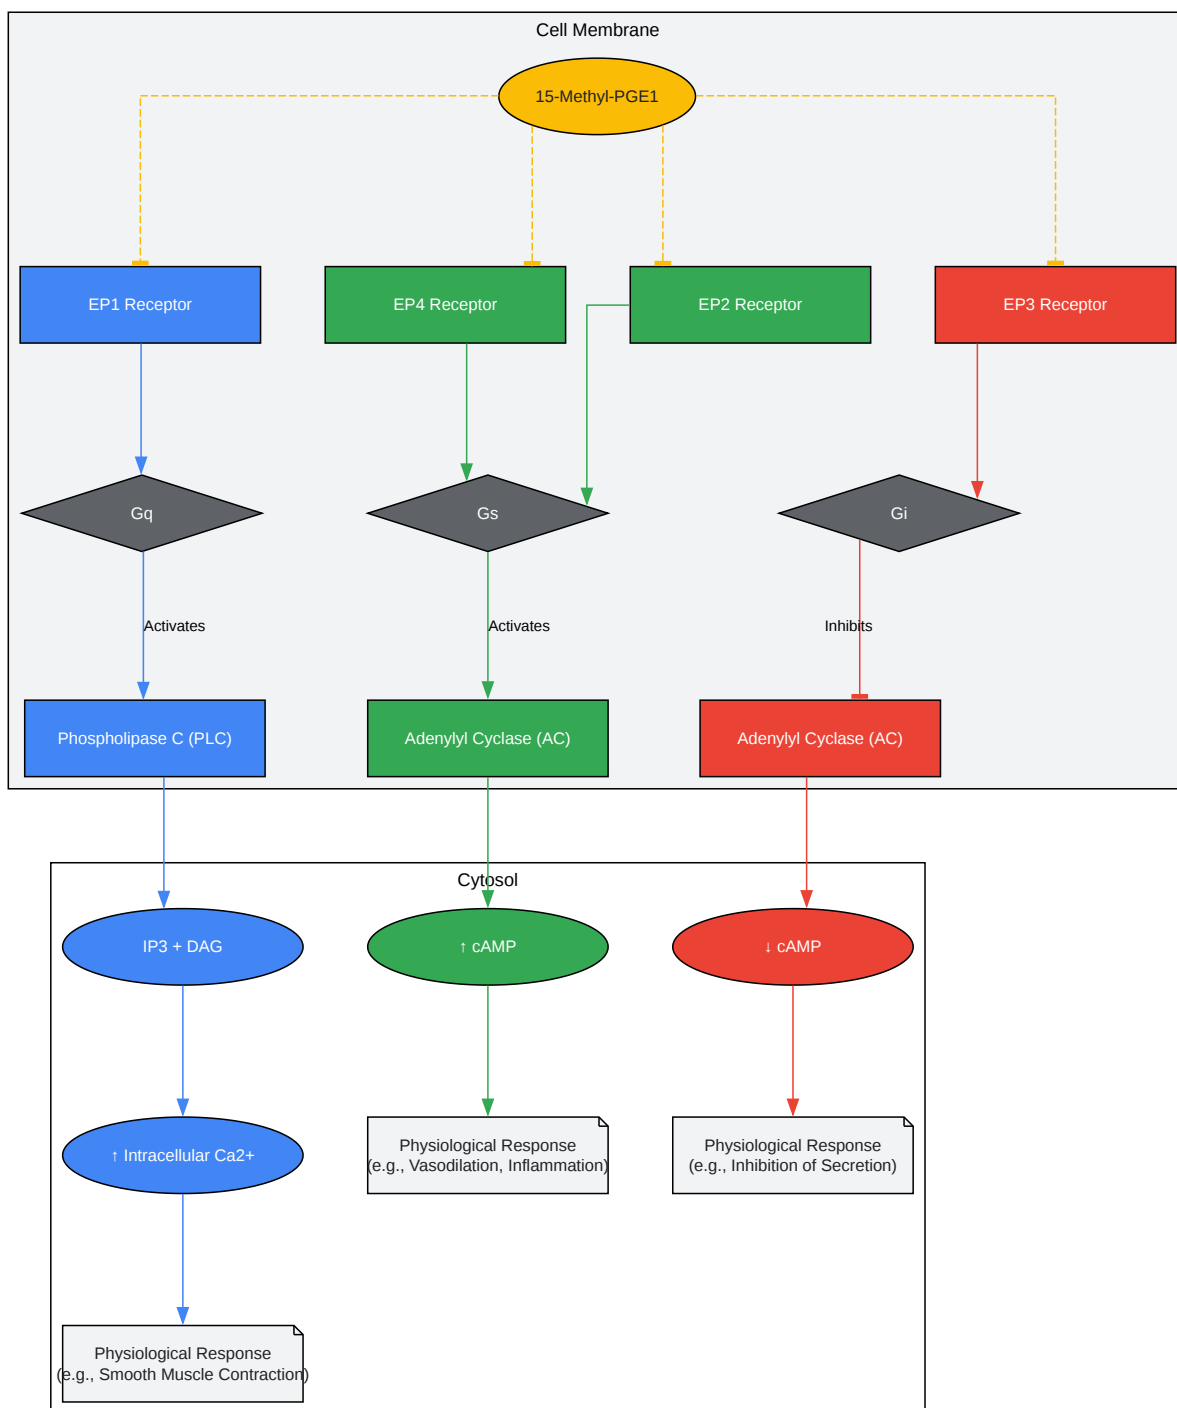 Cell Membrane
15-Methyl-PGE1
EP1 Receptor
EP4 Receptor
EP2 Receptor
EP3 Receptor
Gq
Gs
Gi
Activates
Activates
Inhibits
Phospholipase C (PLC)
Adenylyl Cyclase (AC)
Adenylyl Cyclase (AC)
Cytosol
IP3 + DAG
↑ cAMP
↓ cAMP
↑ Intracellular Ca2+
Physiological Response
(e.g., Vasodilation, Inflammation)
Physiological Response
(e.g., Inhibition of Secretion)
Physiological Response
(e.g., Smooth Muscle Contraction)